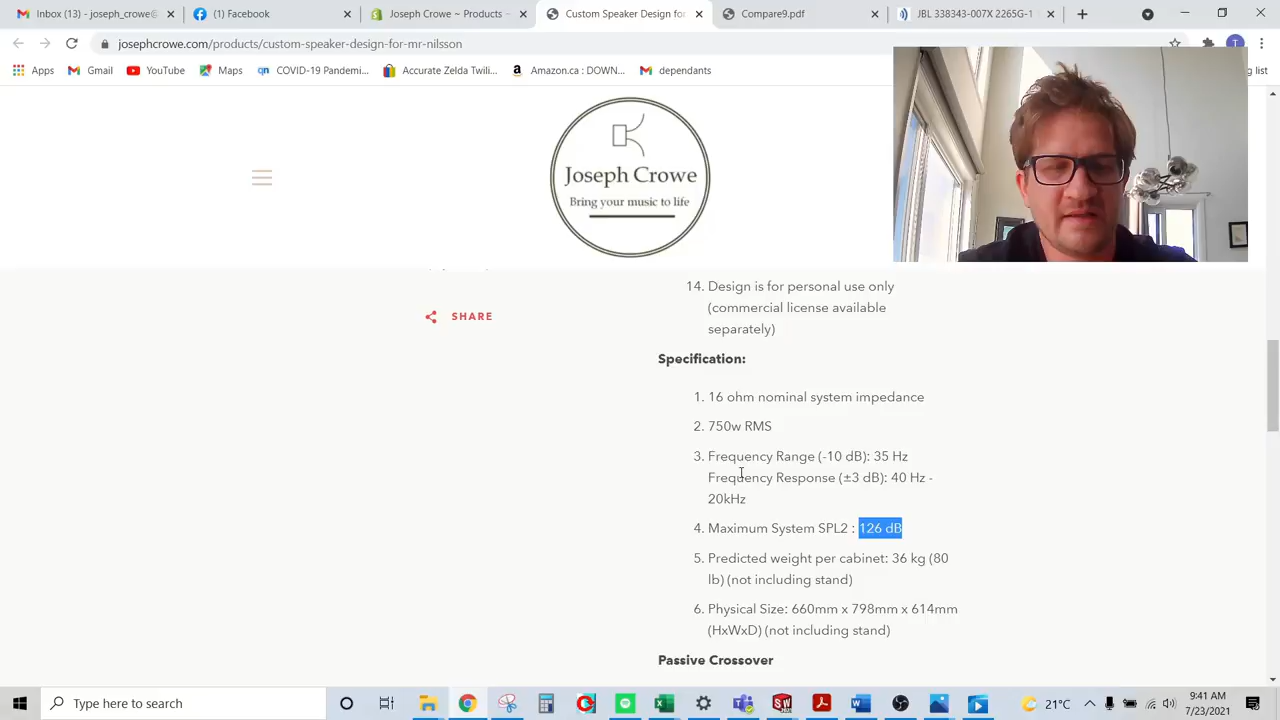 Inbox (13) - joseph_crowe@
(1) Facebook
Joseph Crowe ~ Products ~
Custom Speaker Design for
Compare9.pdf
JBL 338343-007X 2265G-1
josephcrowe.com/products/custom-speaker-design-for-mr-nilsson
Apps
Gmail
YouTube
Maps
COVID-19 Pandemi...
Accurate Zelda Twili...
Amazon.ca : DOWN...
dependants
g list
Joseph Crowe
Bring your music to life
SHARE
14. Design is for personal use only
(commercial license available
separately)
Specification:
1. 16 ohm nominal system impedance
2. 750w RMS
3. Frequency Range (-10 dB): 35 Hz
Frequency Response (±3 dB): 40 Hz -
20kHz
4. Maximum System SPL2 : 126 dB
5. Predicted weight per cabinet: 36 kg (80
lb) (not including stand)
6. Physical Size: 660mm x 798mm x 614mm
(HxWxD) (not including stand)
Passive Crossover
Type here to search
21°C
9:41 AM
7/23/2021